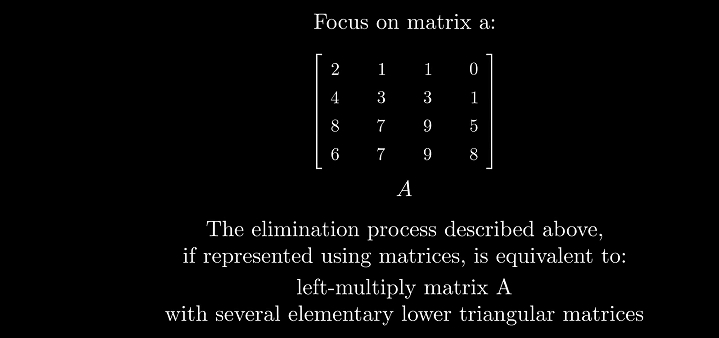 Focus on matrix a:
2 1 1 0
4 3 3 1
8 7 9 5
6 7 9 8
A
The elimination process described above,
if represented using matrices, is equivalent to:
left-multiply matrix A
with several elementary lower triangular matrices